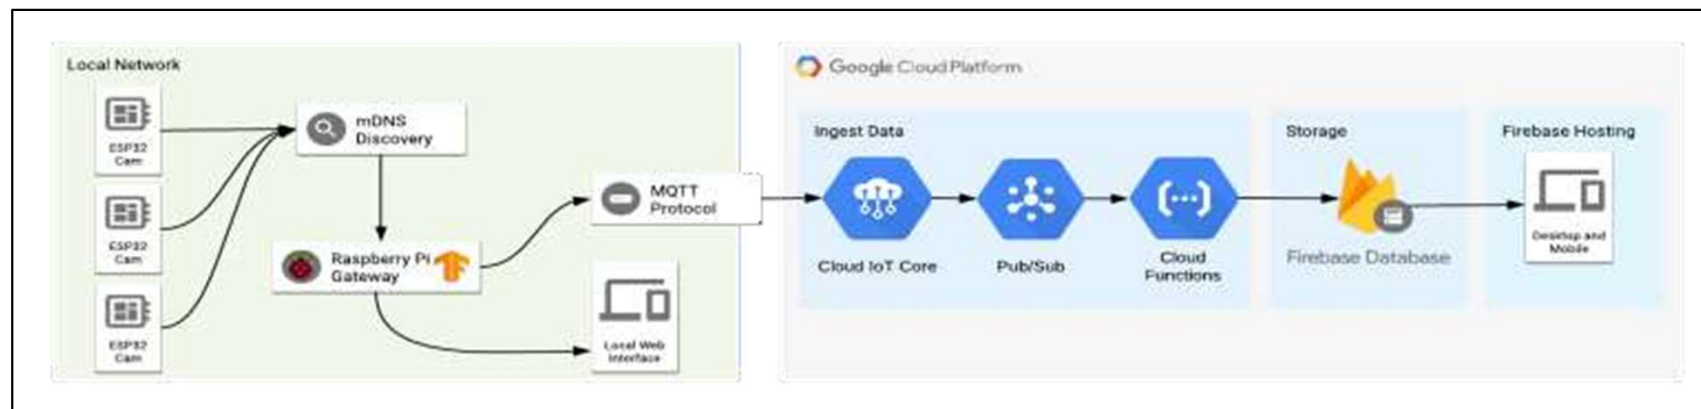 Local Network
ESP32
Cam
ESP32
Cam
ESP32
Cam
mDNS
Discovery
Raspberry Pi
Gateway
MQTT
Protocol
Local Web
Interface
Google Cloud Platform
Ingest Data
Cloud IoT Core
Pub/Sub
Cloud
Functions
Storage
Firebase Database
Firebase Hosting
Desktop and
Mobile